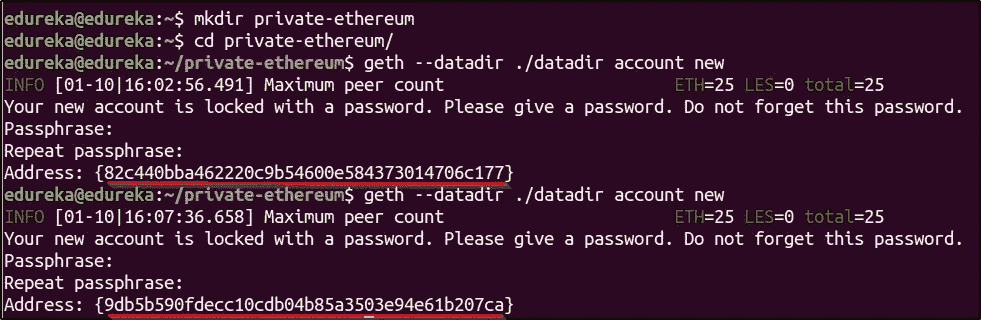 edureka@edureka:~$ mkdir private-ethereum
edureka@edureka:~$ cd private-ethereum/
edureka@edureka:~/private-ethereum$ geth --datadir ./datadir account new
INFO [01-10|16:02:56.491] Maximum peer count ETH=25 LES=0 total=25
Your new account is locked with a password. Please give a password. Do not forget this password.
Passphrase:
Repeat passphrase:
Address: {82c440bba462220c9b54600e584373014706c177}
edureka@edureka:~/private-ethereum$ geth --datadir ./datadir account new
INFO [01-10|16:07:36.658] Maximum peer count ETH=25 LES=0 total=25
Your new account is locked with a password. Please give a password. Do not forget this password.
Passphrase:
Repeat passphrase:
Address: {9db5b590fdecc10cdb04b85a3503e94e61b207ca}